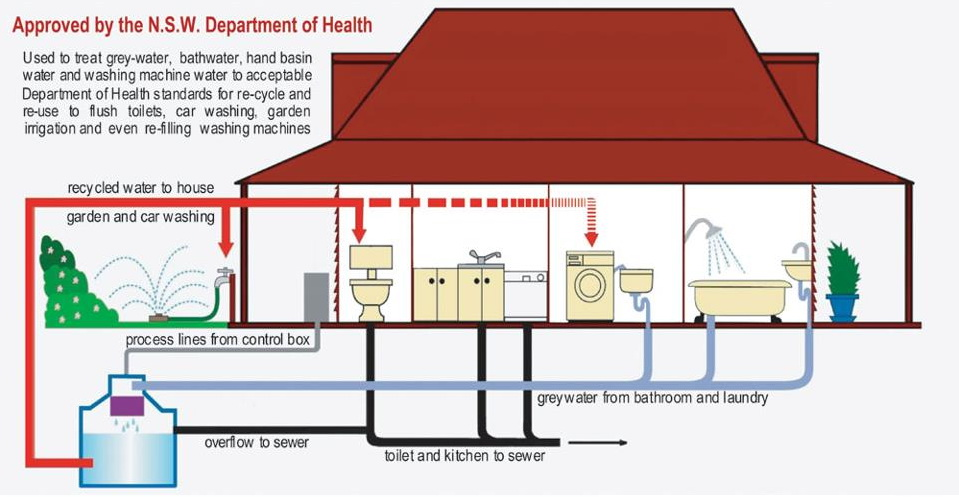 Approved by the N.S.W. Department of Health
Used to treat grey-water, bathwater, hand basin
water and washing machine water to acceptable
Department of Health standards for re-cycle and
re-use to flush toilets, car washing, garden
irrigation and even re-filling washing machines
recycled water to house
garden and car washing
process lines from control box
greywater from bathroom and laundry
overflow to sewer
toilet and kitchen to sewer